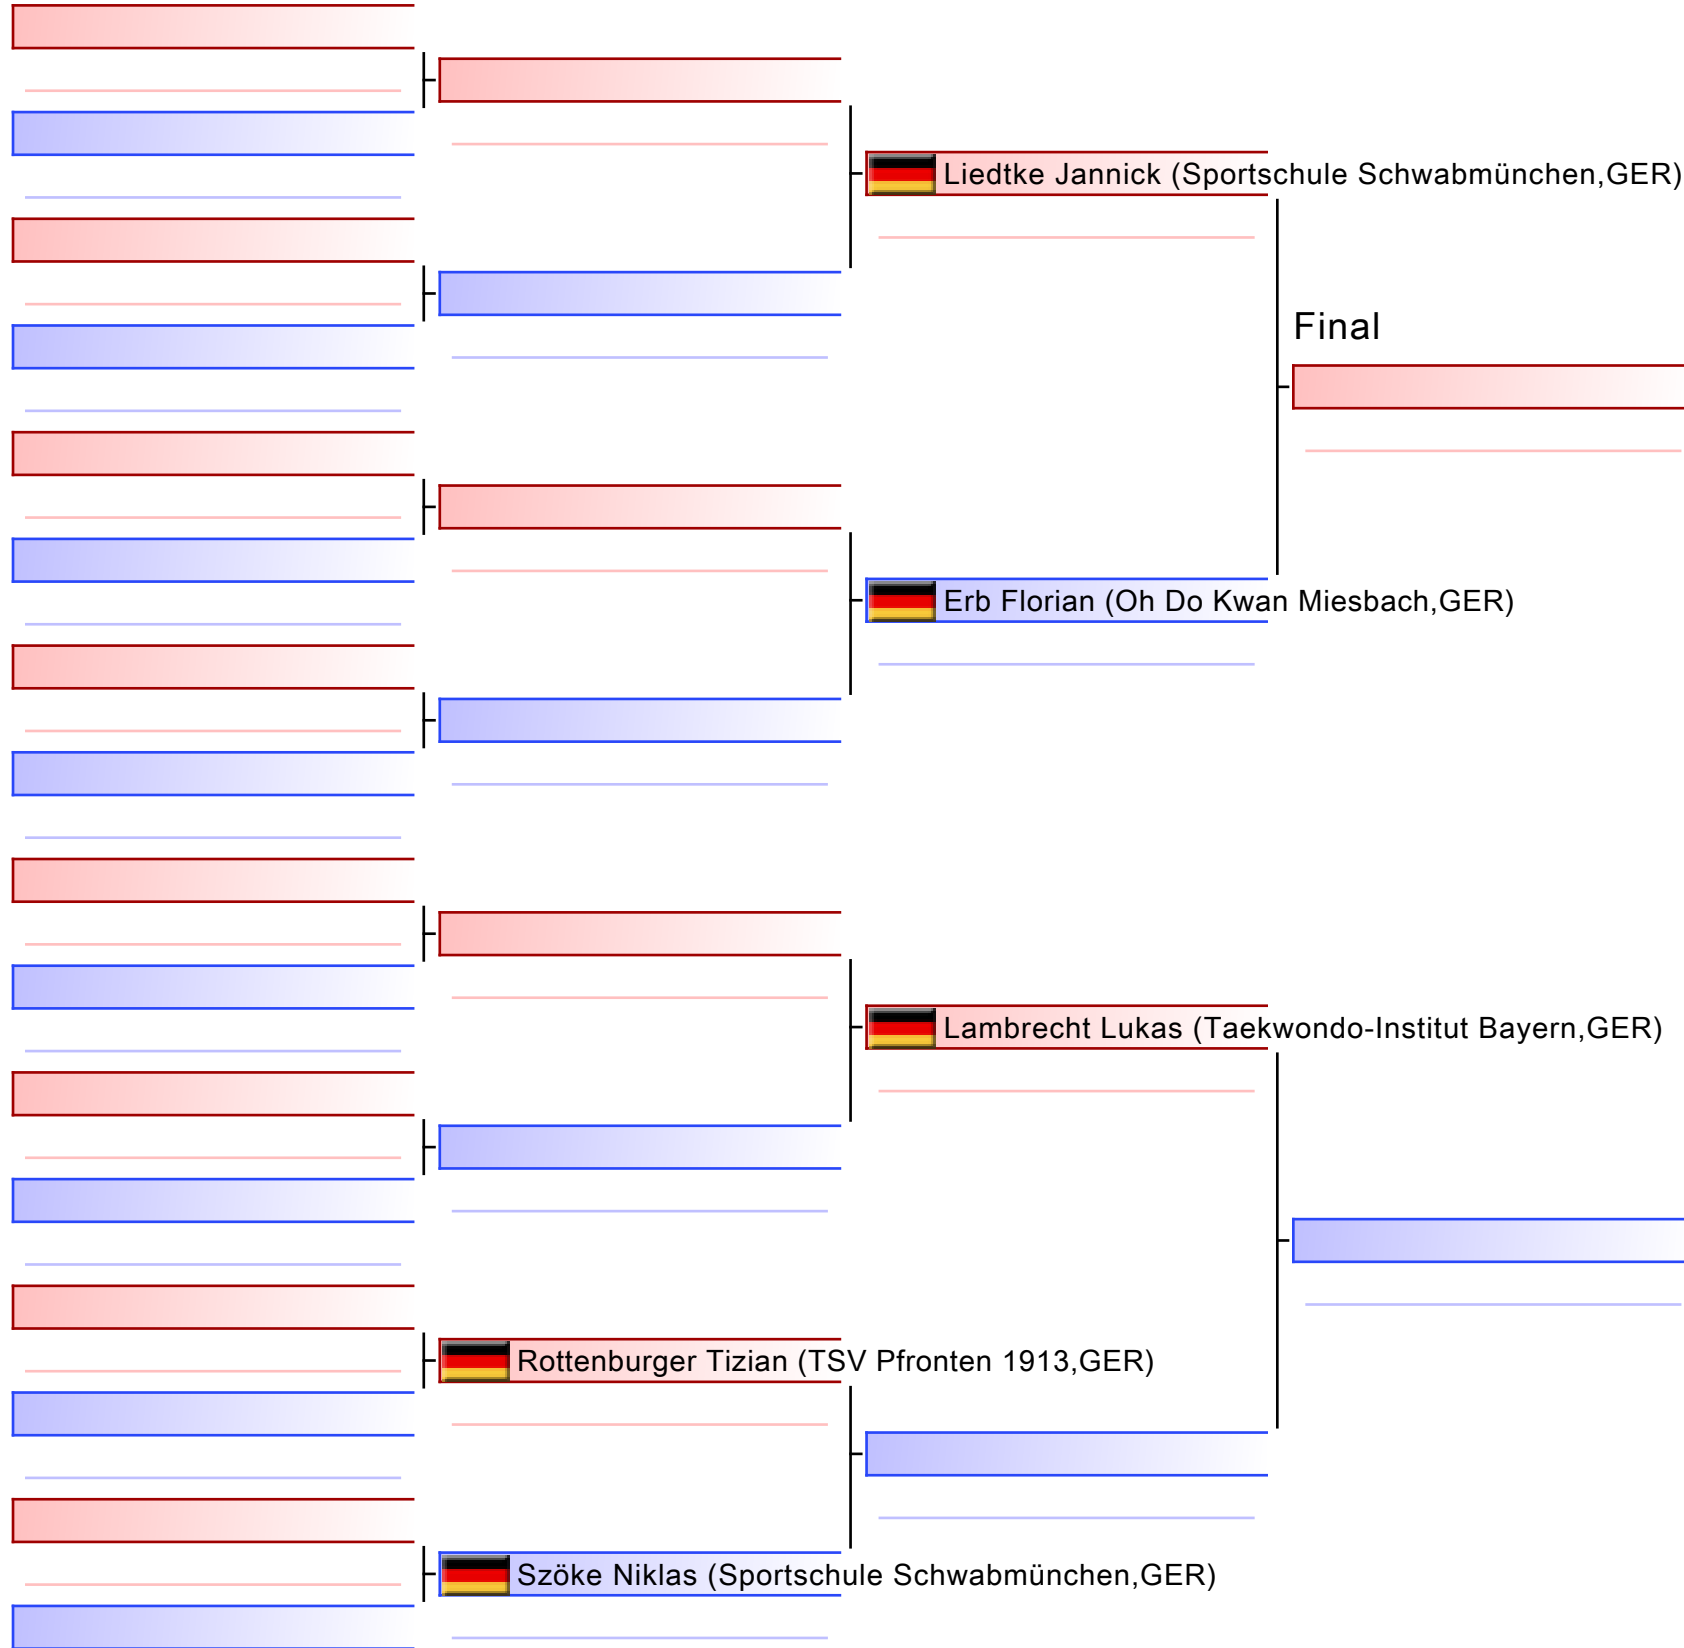 Liedtke Jannick (Sportschule Schwabmünchen,GER)
Final
Erb Florian (Oh Do Kwan Miesbach,GER)
Lambrecht Lukas (Taekwondo-Institut Bayern,GER)
Rottenburger Tizian (TSV Pfronten 1913,GER)
Szöke Niklas (Sportschule Schwabmünchen,GER)